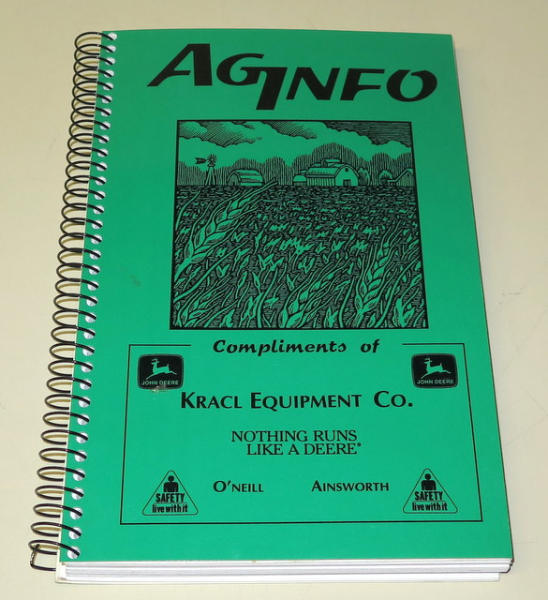 AGINFO
Compliments of
JOHN DEERE
JOHN DEERE
KRACL EQUIPMENT CO.
NOTHING RUNS
LIKE A DEERE®
O'NEILL AINSWORTH
SAFETY
live with it
SAFETY
live with it